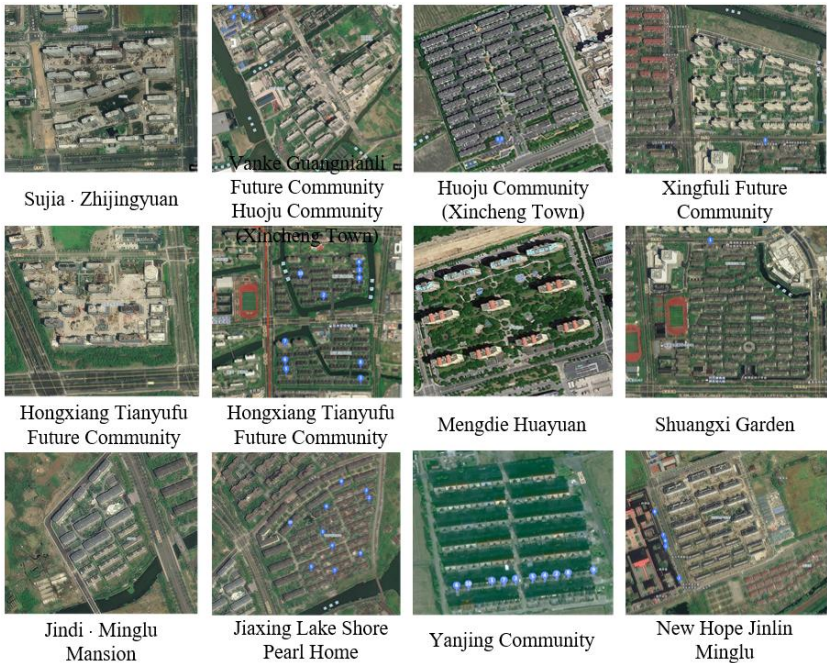 Sujia · Zhijingyuan
Vanke Guangnianli
Future Community
Huoju Community
(Xincheng Town)
Huoju Community
(Xincheng Town)
Xingfuli Future
Community
Hongxiang Tianyufu
Future Community
Hongxiang Tianyufu
Future Community
Mengdie Huayuan
Shuangxi Garden
Jindi · Minglu
Mansion
Jiaxing Lake Shore
Pearl Home
Yanjing Community
New Hope Jinlin
Minglu